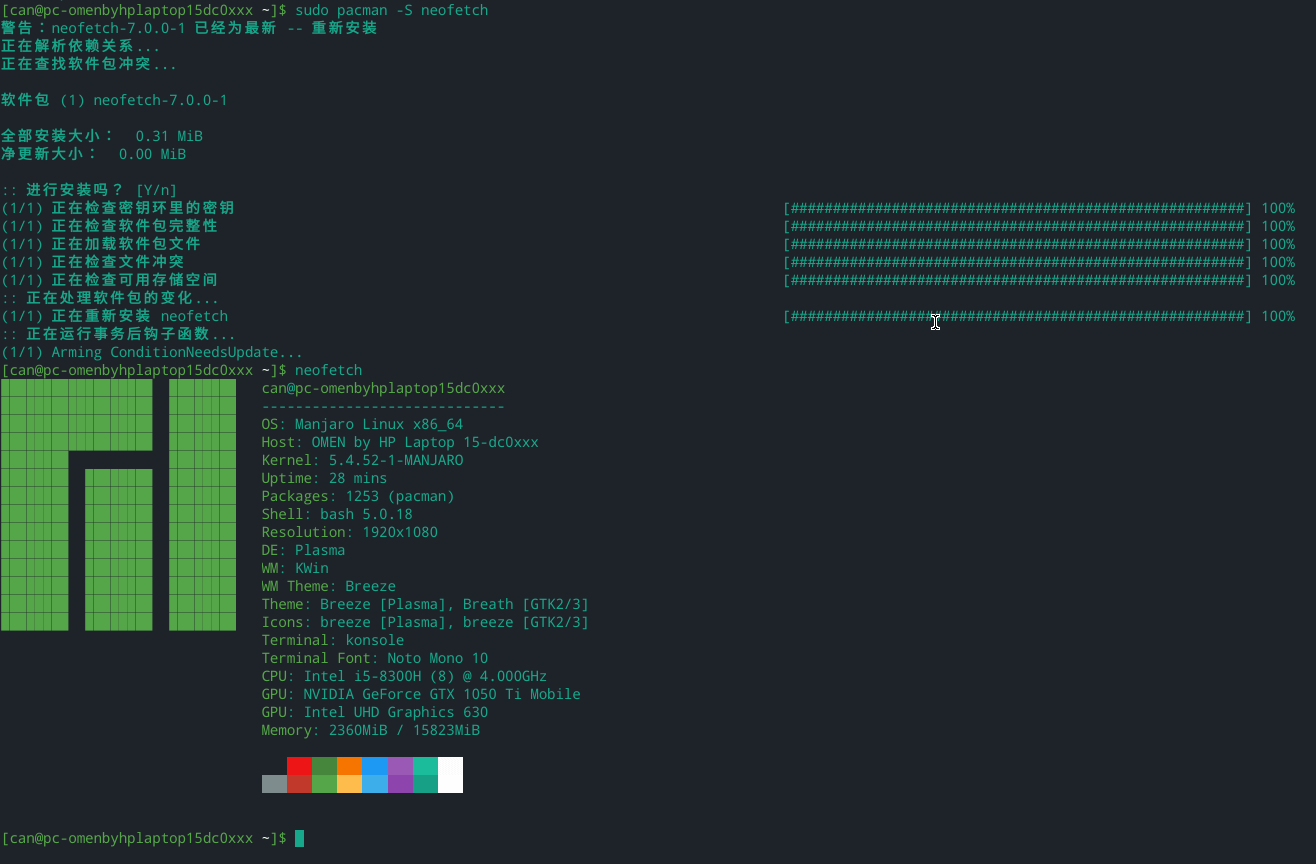 [can@pc-omenbyhplaptop15dc0xxx ~]$ sudo pacman -S neofetch
警告：neofetch-7.0.0-1 已经为最新 -- 重新安装
正在解析依赖关系...
正在查找软件包冲突...
软件包 (1) neofetch-7.0.0-1
全部安装大小：  0.31 MiB
净更新大小：  0.00 MiB
:: 进行安装吗？ [Y/n]
(1/1) 正在检查密钥环里的密钥 [######################################################] 100%
(1/1) 正在检查软件包完整性 [######################################################] 100%
(1/1) 正在加载软件包文件 [######################################################] 100%
(1/1) 正在检查文件冲突 [######################################################] 100%
(1/1) 正在检查可用存储空间 [######################################################] 100%
:: 正在处理软件包的变化...
(1/1) 正在重新安装 neofetch [######################################################] 100%
:: 正在运行事务后钩子函数...
(1/1) Arming ConditionNeedsUpdate...
[can@pc-omenbyhplaptop15dc0xxx ~]$ neofetch
can@pc-omenbyhplaptop15dc0xxx
-----------------------------
OS: Manjaro Linux x86_64
Host: OMEN by HP Laptop 15-dc0xxx
Kernel: 5.4.52-1-MANJARO
Uptime: 28 mins
Packages: 1253 (pacman)
Shell: bash 5.0.18
Resolution: 1920x1080
DE: Plasma
WM: KWin
WM Theme: Breeze
Theme: Breeze [Plasma], Breath [GTK2/3]
Icons: breeze [Plasma], breeze [GTK2/3]
Terminal: konsole
Terminal Font: Noto Mono 10
CPU: Intel i5-8300H (8) @ 4.000GHz
GPU: NVIDIA GeForce GTX 1050 Ti Mobile
GPU: Intel UHD Graphics 630
Memory: 2360MiB / 15823MiB
[can@pc-omenbyhplaptop15dc0xxx ~]$